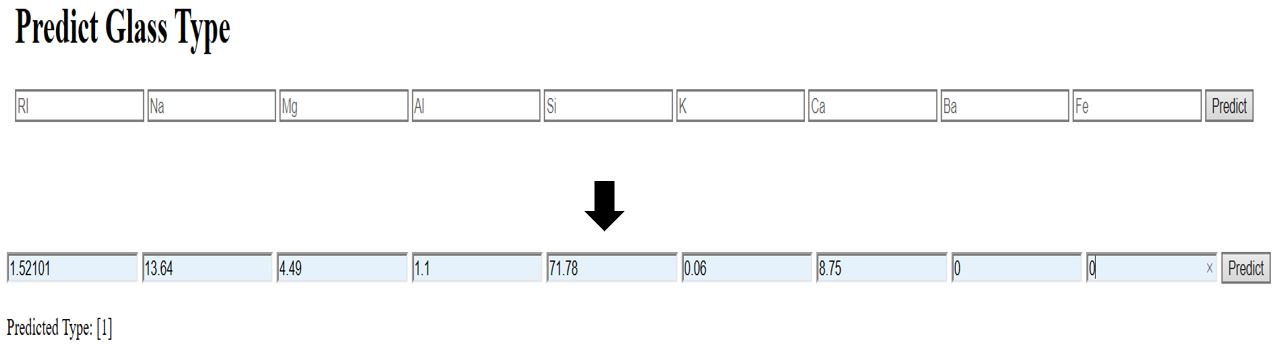 Predict Glass Type
RI Na Mg Al Si K Ca Ba Fe Predict
1.52101 13.64 4.49 1.1 71.78 0.06 8.75 0 0 × Predict
Predicted Type: [1]